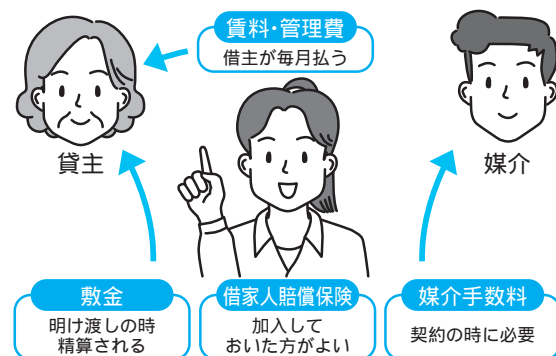 賃料・管理費
借主が毎月払う
貸主
媒介
敷金
明け渡しの時
精算される
借家人賠償保険
加入して
おいた方がよい
媒介手数料
契約の時に必要